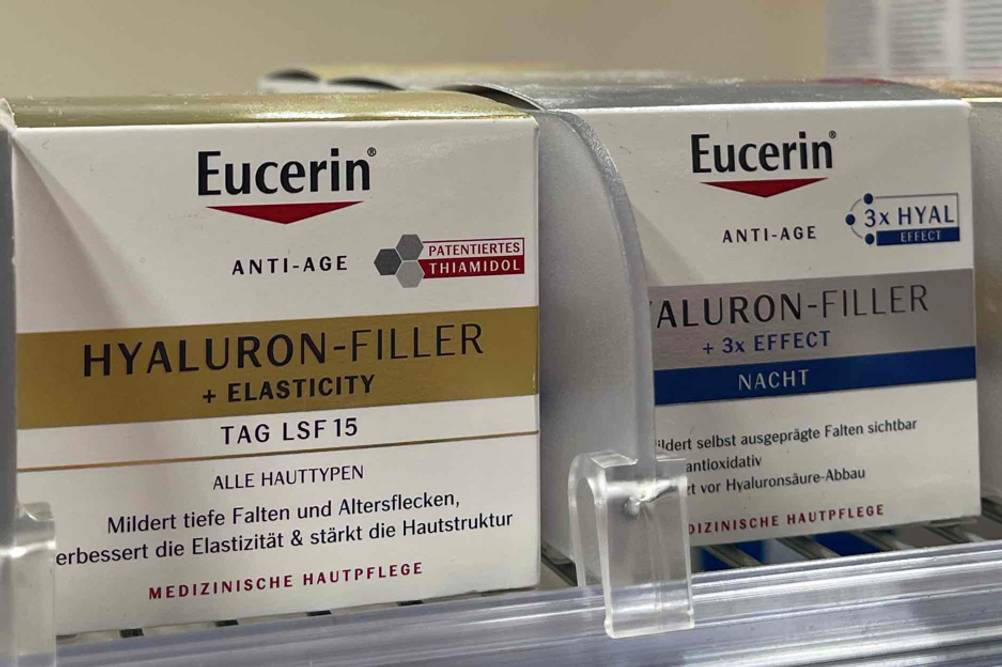 Eucerin®
ANTI-AGE
PATENTIERTES
THIAMIDOL
HYALURON-FILLER
+ ELASTICITY
TAG LSF 15
ALLE HAUTTYPEN
Mildert tiefe Falten und Altersflecken,
erbessert die Elastizität & stärkt die Hautstruktur
MEDIZINISCHE HAUTPFLEGE
Eucerin®
ANTI-AGE
3x HYAL
EFFECT
YALURON-FILLER
+ 3x EFFECT
NACHT
ildert selbst ausgeprägte Falten sichtbar
antioxidativ
zt vor Hyaluronsäure-Abbau
DIZINISCHE HAUTPFLEGE